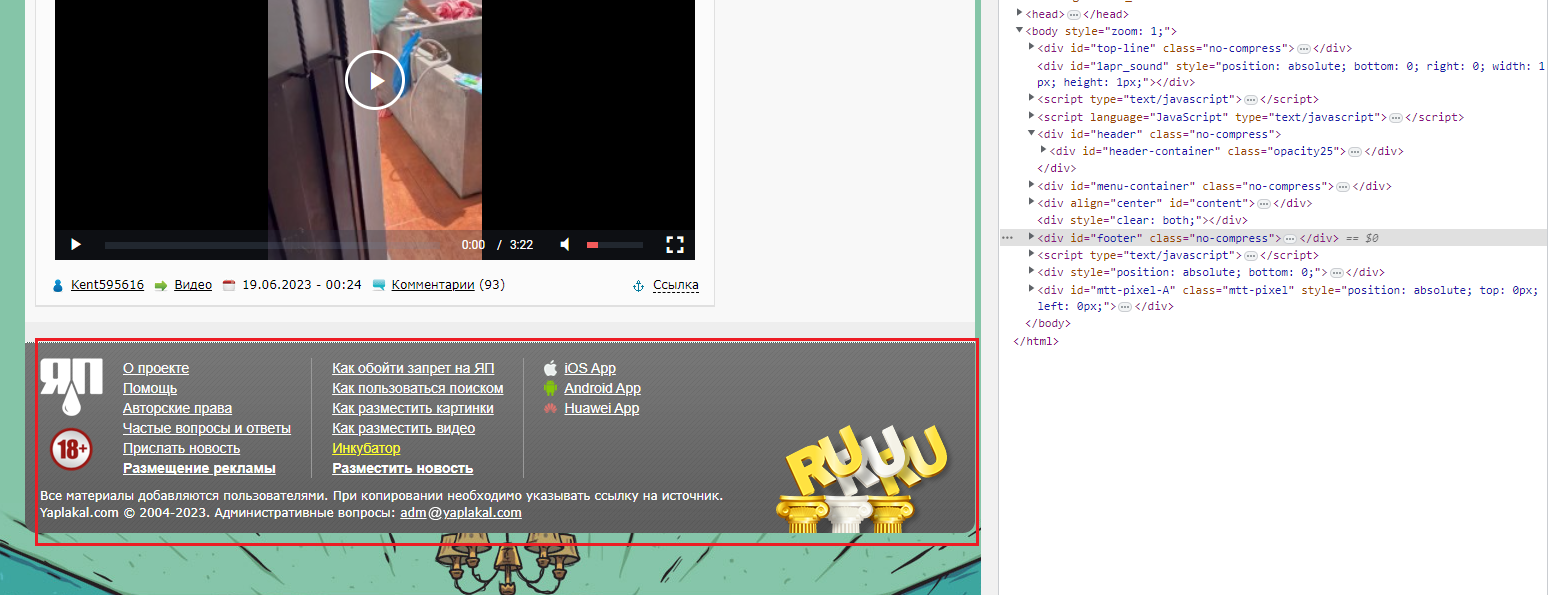 0:00 / 3:22
Kent595616 Видео 19.06.2023 - 00:24 Комментарии (93) Ссылка
ЯП
18+
О проекте
Помощь
Авторские права
Частые вопросы и ответы
Прислать новость
Размещение рекламы
Как обойти запрет на ЯП
Как пользоваться поиском
Как разместить картинки
Как разместить видео
Инкубатор
Разместить новость
iOS App
Android App
Huawei App
RU
U
U
Все материалы добавляются пользователями. При копировании необходимо указывать ссылку на источник.
Yaplakal.com © 2004-2023. Административные вопросы: adm@yaplakal.com
<head> … </head>
<body style="zoom: 1;">
<div id="top-line" class="no-compress"> … </div>
<div id="1apr_sound" style="position: absolute; bottom: 0; right: 0; width: 1
px; height: 1px;"></div>
<script type="text/javascript"> … </script>
<script language="JavaScript" type="text/javascript"> … </script>
<div id="header" class="no-compress">
<div id="header-container" class="opacity25"> … </div>
</div>
<div id="menu-container" class="no-compress"> … </div>
<div align="center" id="content"> … </div>
<div style="clear: both;"></div>
<div id="footer" class="no-compress"> … </div> == $0
<script type="text/javascript"> … </script>
<div style="position: absolute; bottom: 0;"> … </div>
<div id="mtt-pixel-A" class="mtt-pixel" style="position: absolute; top: 0px;
left: 0px;"> … </div>
</body>
</html>